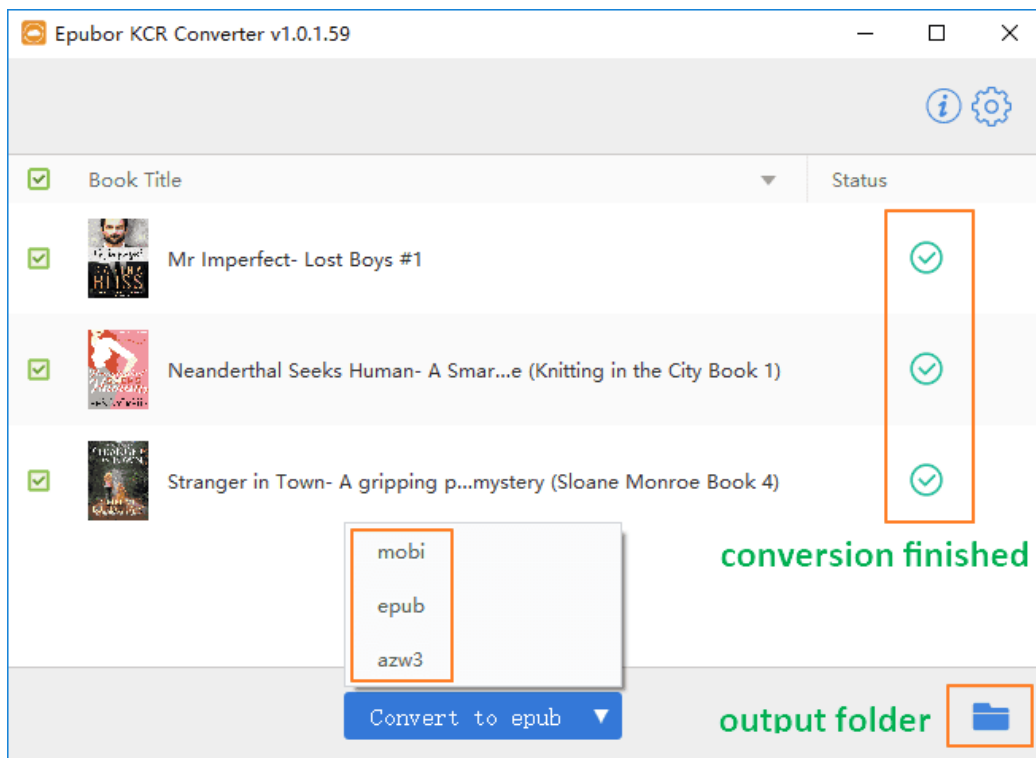 Epubor KCR Converter v1.0.1.59
Book Title
Status
HLISS
Mr Imperfect- Lost Boys #1
Neanderthal Seeks Human- A Smar...e (Knitting in the City Book 1)
Stranger in Town- A gripping p...mystery (Sloane Monroe Book 4)
mobi
epub
azw3
conversion finished
Convert to epub
output folder